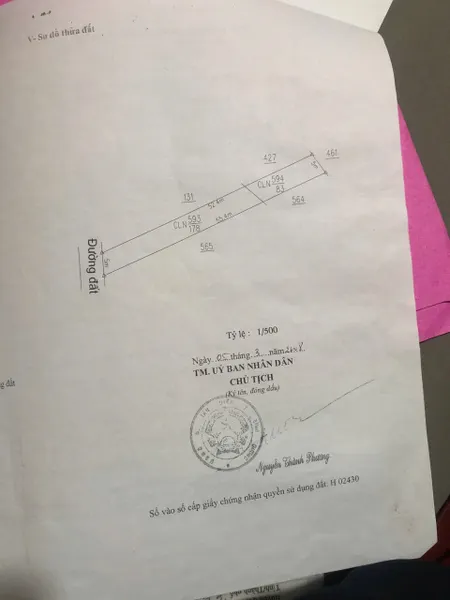 V- Sơ đồ thửa đất
427
461
131
CLN 594
83
564
CLN 593
178
565
5m
Đường đất
Tỷ lệ : 1/500
Ngày 05 tháng 3 năm
TM. UỶ BAN NHÂN DÂN
CHỦ TỊCH
(Ký tên, đóng dấu)
Nguyễn Thành Phương
Số vào sổ cấp giấy chứng nhận quyền sử dụng đất: H 02430